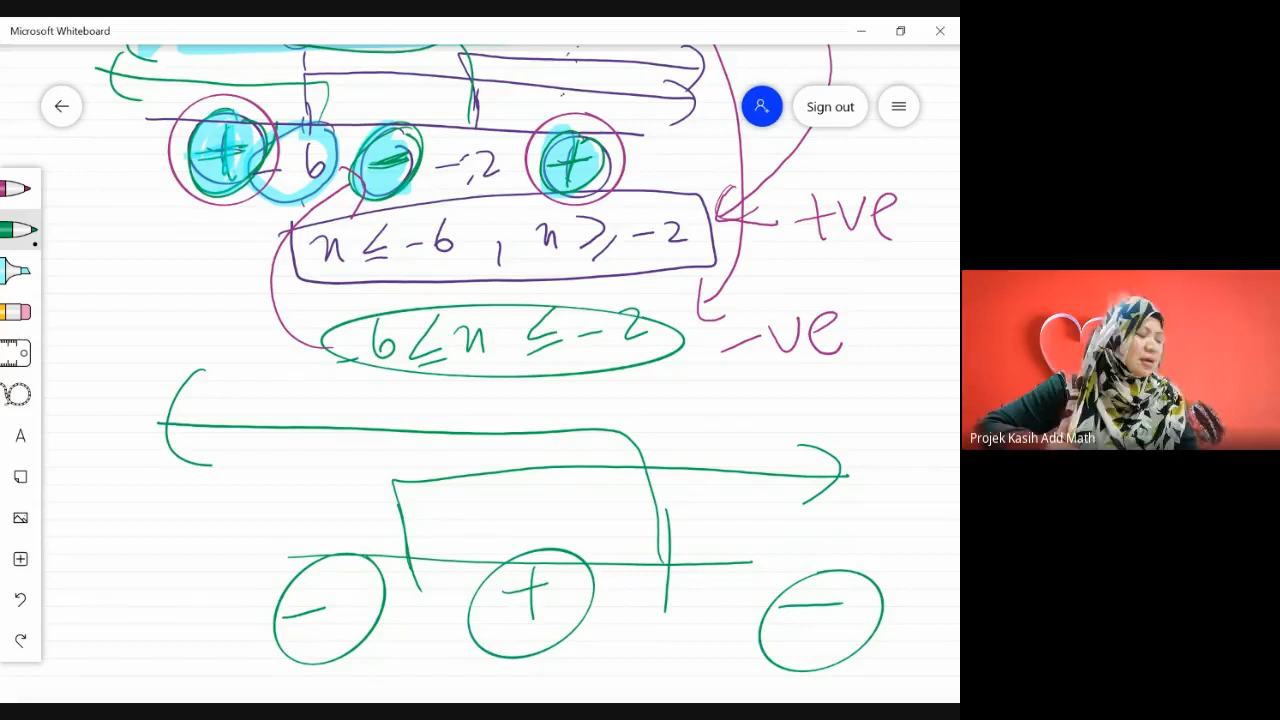 Microsoft Whiteboard
Sign out
+ -6 - -2 +
x ≤ -6 , x ≥ -2
+ve
-6 ≤ x ≤ -2
-ve
Projek Kasih Add Math
A
- + -